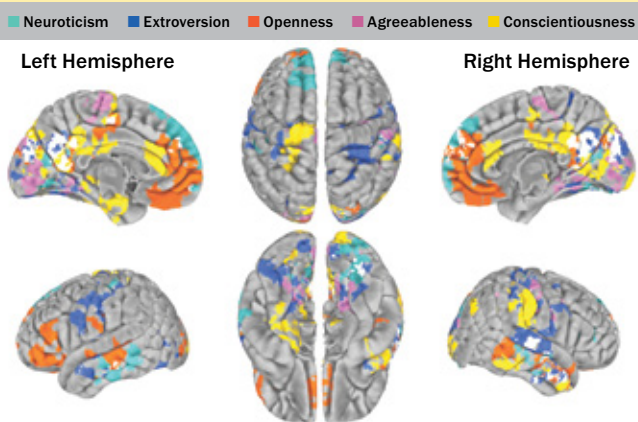 Neuroticism Extroversion Openness Agreeableness Conscientiousness
Left Hemisphere Right Hemisphere